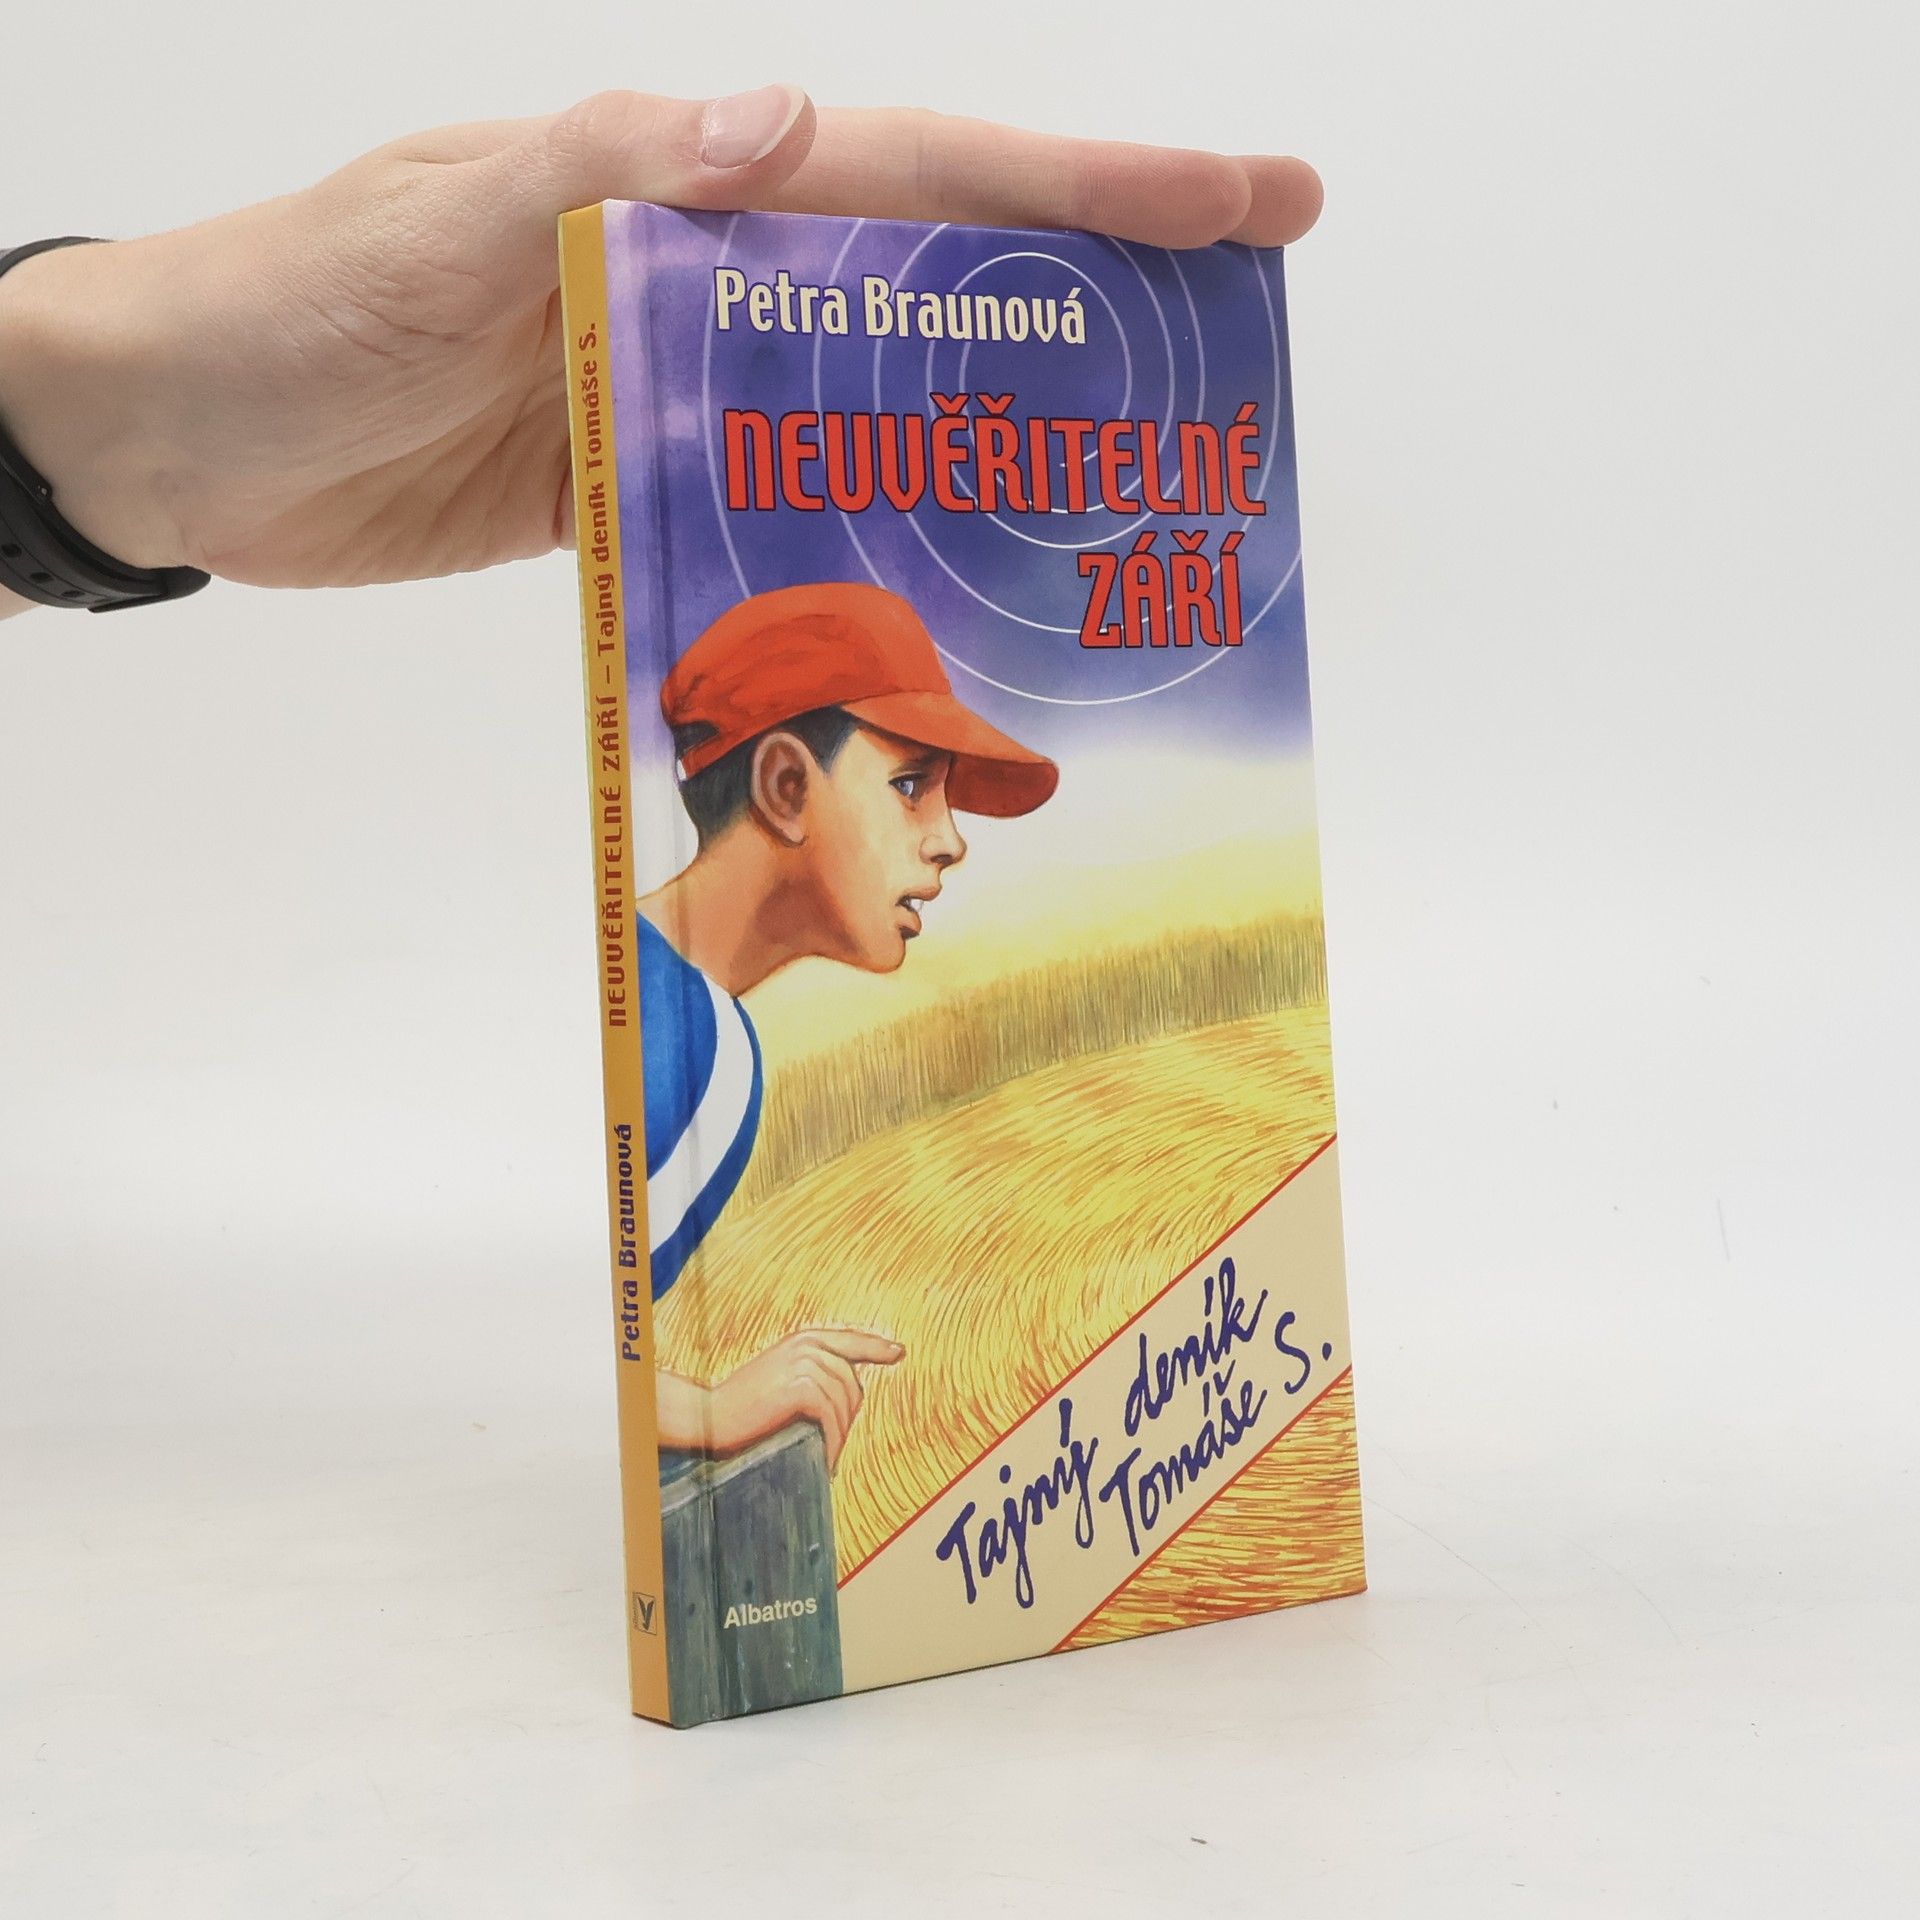 Petra Braunová
NEUVĚŘITELNÉ
ZÁŘÍ
Tajný deník
Tomáše S.
Albatros
Petra Braunová NEUVĚŘITELNÉ ZÁŘÍ – Tajný deník Tomáše S.